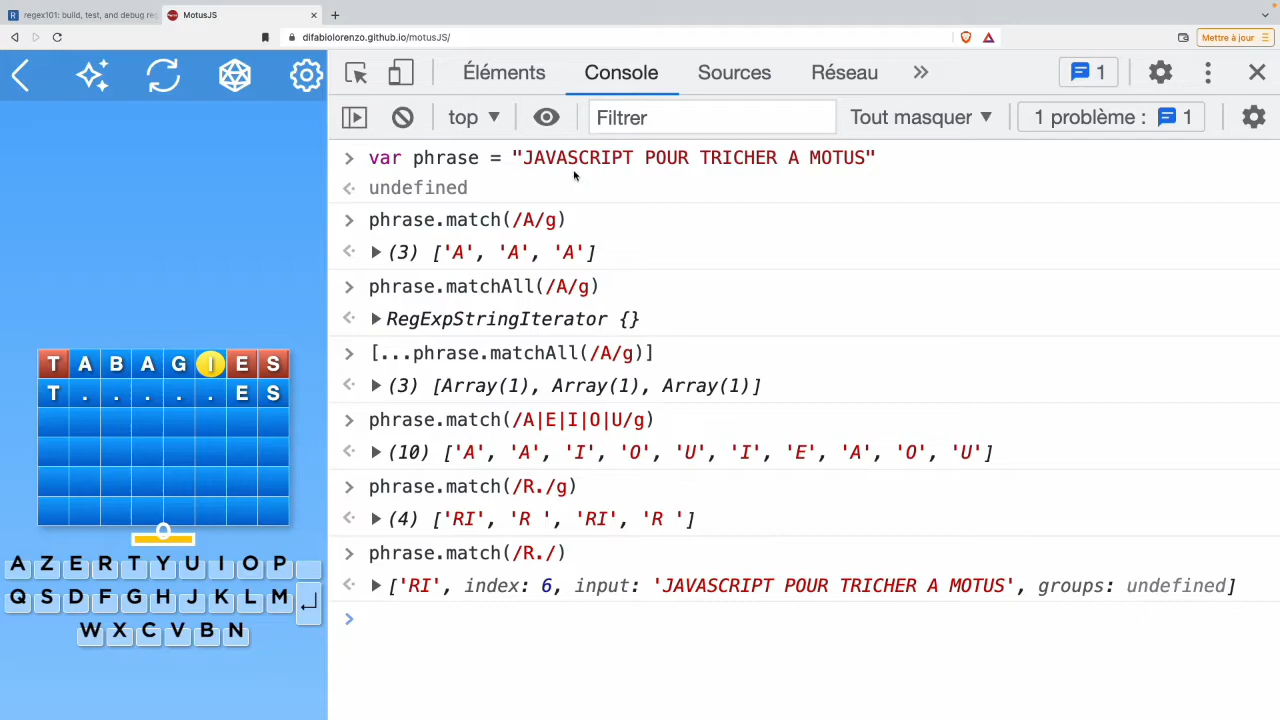 regex101: build, test, and debug re
MotusJS
difabiolorenzo.github.io/motusJS/
Mettre à jour
Éléments Console Sources Réseau 1
top Filtrer Tout masquer 1 problème : 1
var phrase = "JAVASCRIPT POUR TRICHER A MOTUS"
undefined
phrase.match(/A/g)
(3) ['A', 'A', 'A']
phrase.matchAll(/A/g)
RegExpStringIterator {}
[...phrase.matchAll(/A/g)]
(3) [Array(1), Array(1), Array(1)]
phrase.match(/A|E|I|O|U/g)
(10) ['A', 'A', 'I', 'O', 'U', 'I', 'E', 'A', 'O', 'U']
phrase.match(/R./g)
(4) ['RI', 'R ', 'RI', 'R ']
phrase.match(/R./)
['RI', index: 6, input: 'JAVASCRIPT POUR TRICHER A MOTUS', groups: undefined]
T A B A G I E S
T . . . . . E S
A Z E R T Y U I O P
Q S D F G H J K L M
W X C V B N